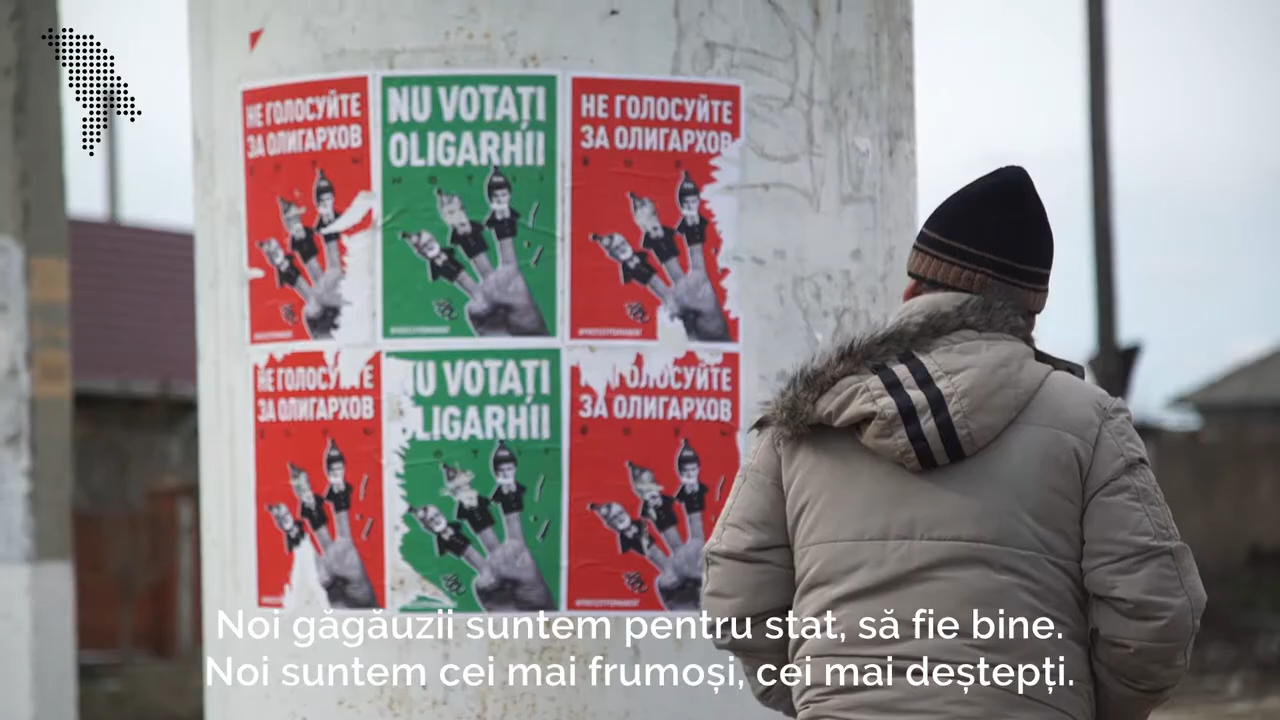 НЕ ГОЛОСУЙТЕ
ЗА ОЛИГАРХОВ
NU VOTAȚI
OLIGARHII
НЕ ГОЛОСУЙТЕ
ЗА ОЛИГАРХОВ
НЕ ГОЛОСУЙТЕ
ЗА ОЛИГАРХОВ
NU VOTAȚI
OLIGARHII
ГОЛОСУЙТЕ
ЗА ОЛИГАРХОВ
Noi găgăuzii suntem pentru stat, să fie bine.
Noi suntem cei mai frumoși, cei mai deștepți.